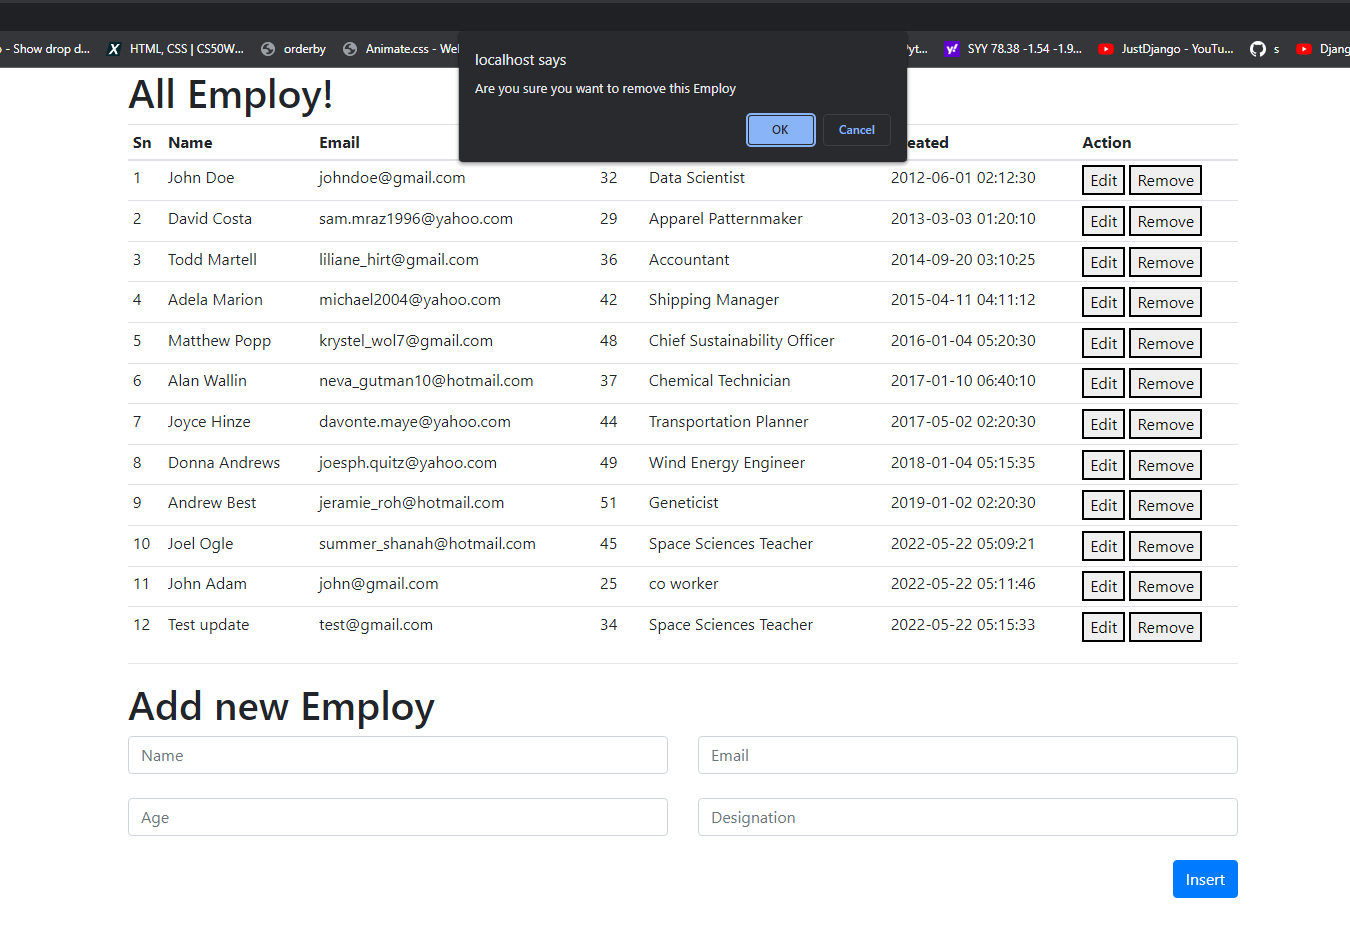 - Show drop d... HTML, CSS | CS50W... orderby Animate.css - We SYY 78.38 -1.54 -1.9... JustDjango - YouTu... s Djang
localhost says
Are you sure you want to remove this Employ
OK Cancel
All Employ!
Sn Name Email eated Action
1 John Doe johndoe@gmail.com 32 Data Scientist 2012-06-01 02:12:30 Edit Remove
2 David Costa sam.mraz1996@yahoo.com 29 Apparel Patternmaker 2013-03-03 01:20:10 Edit Remove
3 Todd Martell liliane_hirt@gmail.com 36 Accountant 2014-09-20 03:10:25 Edit Remove
4 Adela Marion michael2004@yahoo.com 42 Shipping Manager 2015-04-11 04:11:12 Edit Remove
5 Matthew Popp krystel_wol7@gmail.com 48 Chief Sustainability Officer 2016-01-04 05:20:30 Edit Remove
6 Alan Wallin neva_gutman10@hotmail.com 37 Chemical Technician 2017-01-10 06:40:10 Edit Remove
7 Joyce Hinze davonte.maye@yahoo.com 44 Transportation Planner 2017-05-02 02:20:30 Edit Remove
8 Donna Andrews joesph.quitz@yahoo.com 49 Wind Energy Engineer 2018-01-04 05:15:35 Edit Remove
9 Andrew Best jeramie_roh@hotmail.com 51 Geneticist 2019-01-02 02:20:30 Edit Remove
10 Joel Ogle summer_shanah@hotmail.com 45 Space Sciences Teacher 2022-05-22 05:09:21 Edit Remove
11 John Adam john@gmail.com 25 co worker 2022-05-22 05:11:46 Edit Remove
12 Test update test@gmail.com 34 Space Sciences Teacher 2022-05-22 05:15:33 Edit Remove
Add new Employ
Name Email
Age Designation
Insert